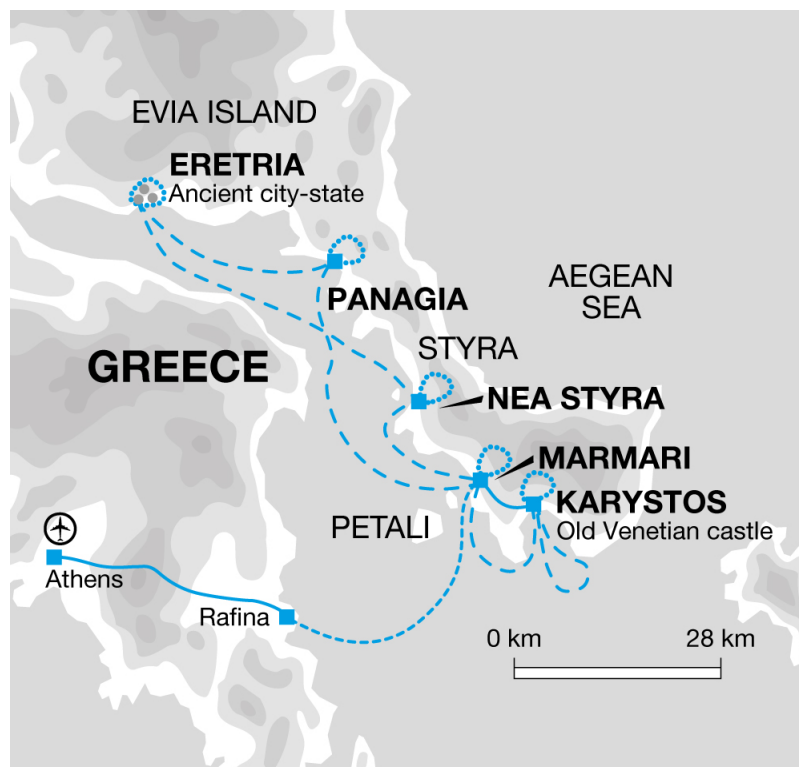 EVIA ISLAND
ERETRIA
Ancient city-state
AEGEAN
SEA
PANAGIA
STYRA
GREECE
NEA STYRA
MARMARI
KARYSTOS
PETALI
Old Venetian castle
Athens
Rafina
0 km
28 km